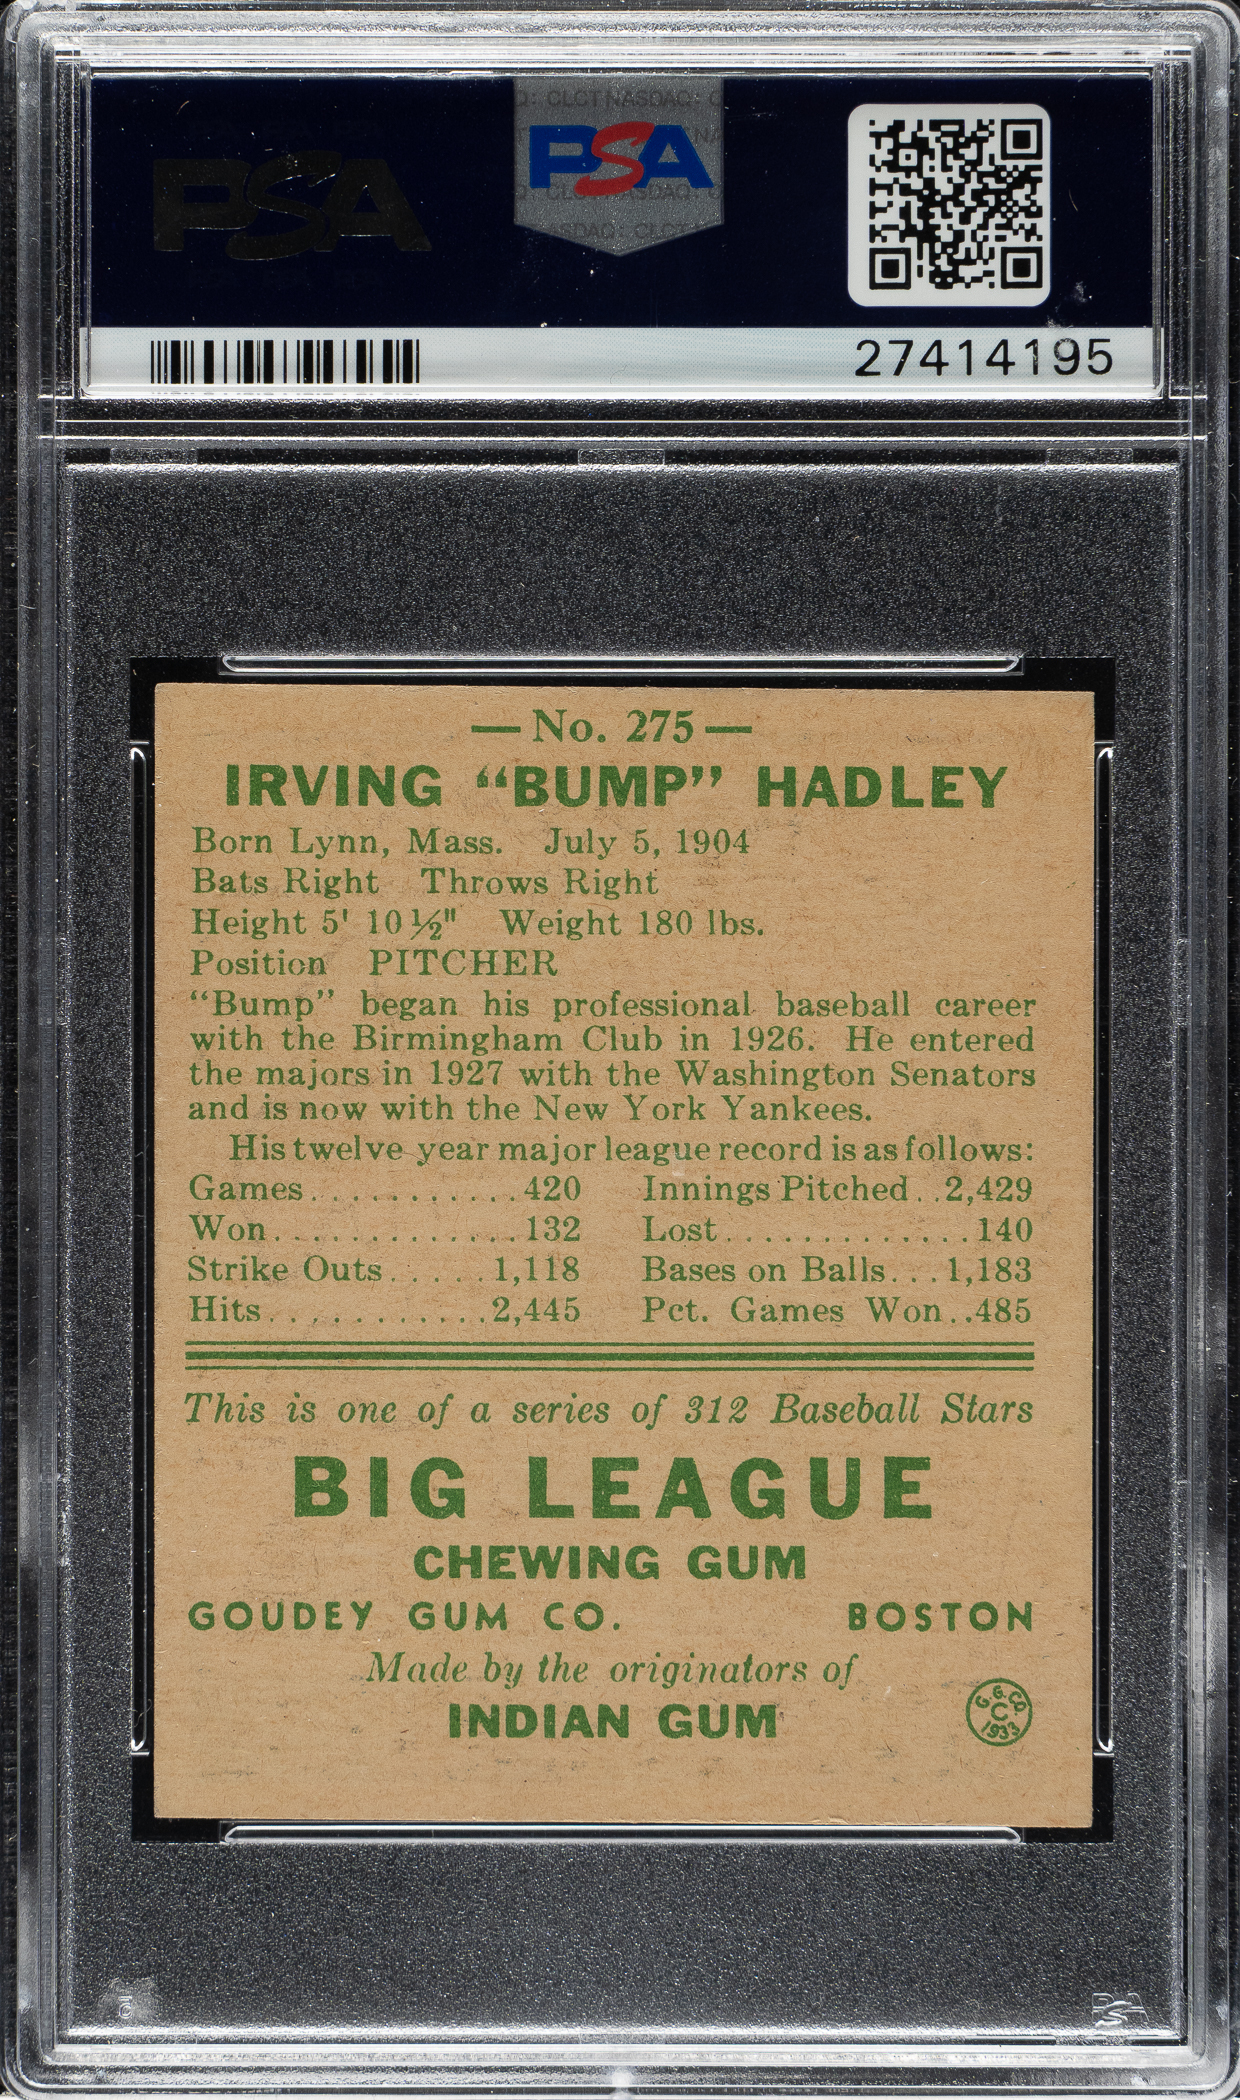 PSA
CLCT NASDAQ:
PSA
CLCT NASDAQ:
27414195
— No. 275 —
IRVING “BUMP” HADLEY
Born Lynn, Mass. July 5, 1904
Bats Right Throws Right
Height 5' 10½" Weight 180 lbs.
Position PITCHER
“Bump” began his professional baseball career
with the Birmingham Club in 1926. He entered
the majors in 1927 with the Washington Senators
and is now with the New York Yankees.
His twelve year major league record is as follows:
Games...........420 Innings Pitched..2,429
Won.............132 Lost.............140
Strike Outs.....1,118 Bases on Balls...1,183
Hits...........2,445 Pct. Games Won..485
This is one of a series of 312 Baseball Stars
BIG LEAGUE
CHEWING GUM
GOUDEY GUM CO. BOSTON
Made by the originators of
INDIAN GUM
G. G. CO.
C
1933
PSA